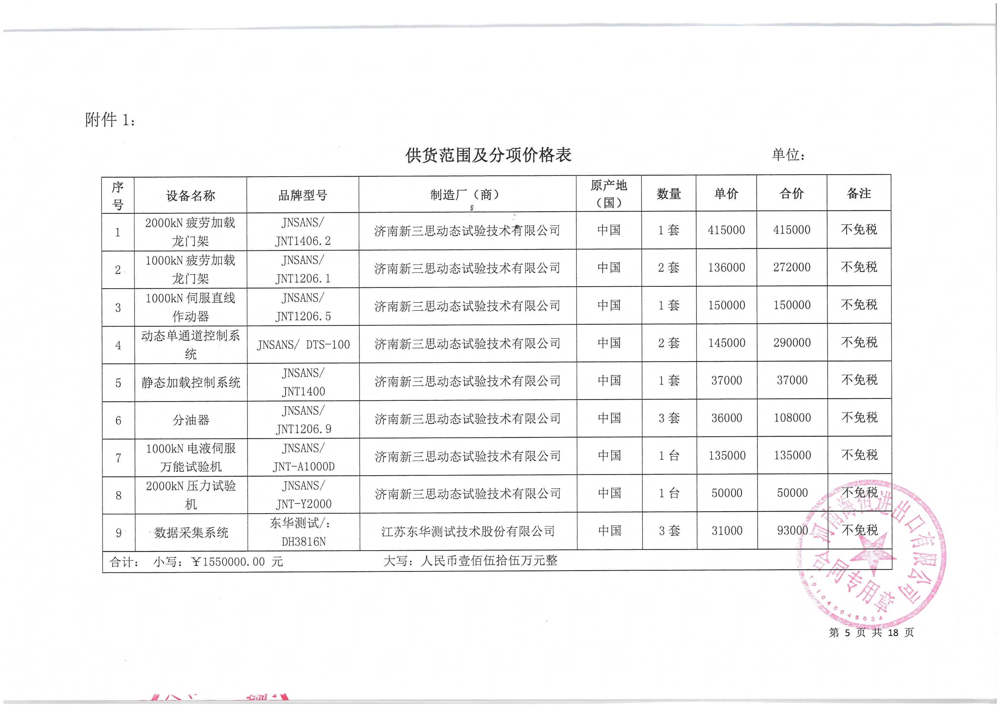 附件 1：
供货范围及分项价格表 单位：
序号 设备名称 品牌型号 制造厂（商） 原产地（国） 数量 单价 合价 备注
1 2000kN 疲劳加载龙门架 JNSANS/ JNT1406.2 济南新三思动态试验技术有限公司 中国 1 套 415000 415000 不免税
2 1000kN 疲劳加载龙门架 JNSANS/ JNT1206.1 济南新三思动态试验技术有限公司 中国 2 套 136000 272000 不免税
3 1000kN 伺服直线作动器 JNSANS/ JNT1206.5 济南新三思动态试验技术有限公司 中国 1 套 150000 150000 不免税
4 动态单通道控制系统 JNSANS/ DTS-100 济南新三思动态试验技术有限公司 中国 2 套 145000 290000 不免税
5 静态加载控制系统 JNSANS/ JNT1400 济南新三思动态试验技术有限公司 中国 1 套 37000 37000 不免税
6 分油器 JNSANS/ JNT1206.9 济南新三思动态试验技术有限公司 中国 3 套 36000 108000 不免税
7 1000kN 电液伺服万能试验机 JNSANS/ JNT-A1000D 济南新三思动态试验技术有限公司 中国 1 台 135000 135000 不免税
8 2000kN 压力试验机 JNSANS/ JNT-Y2000 济南新三思动态试验技术有限公司 中国 1 台 50000 50000 不免税
9 数据采集系统 东华测试/： DH3816N 江苏东华测试技术股份有限公司 中国 3 套 31000 93000 不免税
合计： 小写：￥1550000.00 元 大写：人民币壹佰伍拾伍万元整
河南海恒进出口有限公司
合同专用章
101040048034
第 5 页 共 18 页